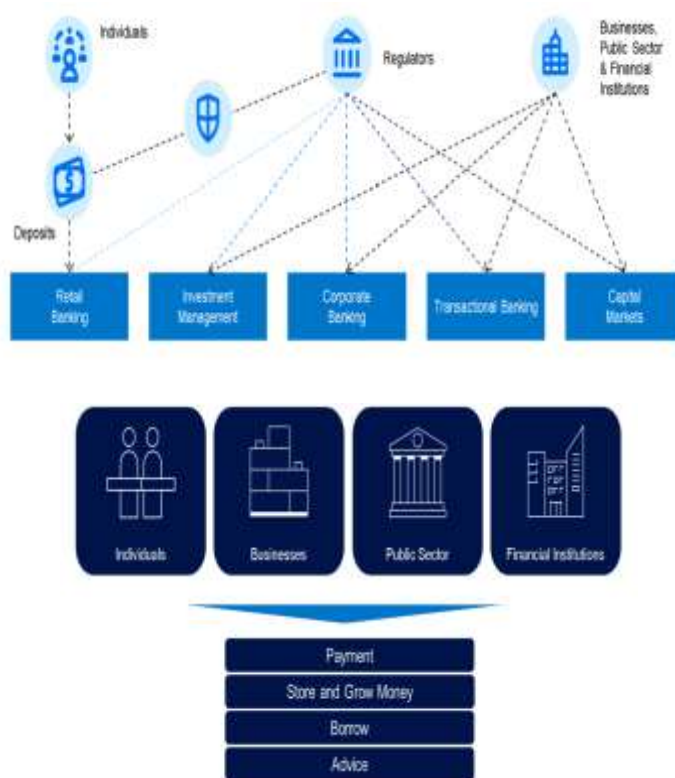 Individuals
Regulators
Businesses,
Public Sector
& Financial
Institutions
$
Deposits
Retail
Banking
Investment
Management
Corporate
Banking
Transactional Banking
Capital
Markets
Individuals
Businesses
Public Sector
Financial Institutions
Payment
Store and Grow Money
Borrow
Advice